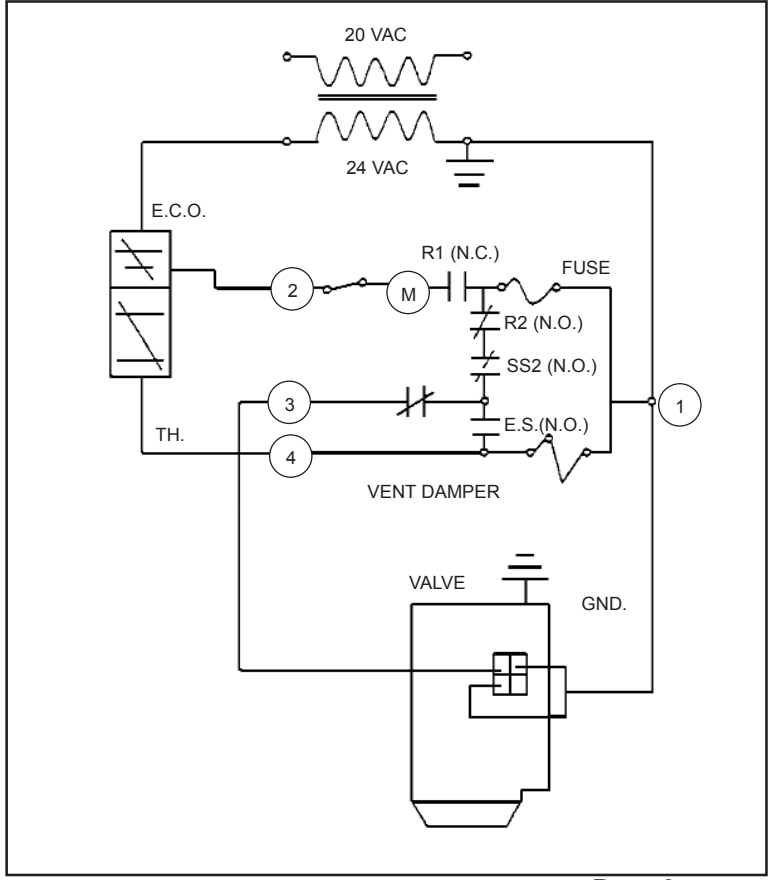 20 VAC
24 VAC
E.C.O.
R1 (N.C.)
FUSE
2
M
R2 (N.O.)
SS2 (N.O.)
3
1
E.S.(N.O.)
TH.
4
VENT DAMPER
VALVE
GND.